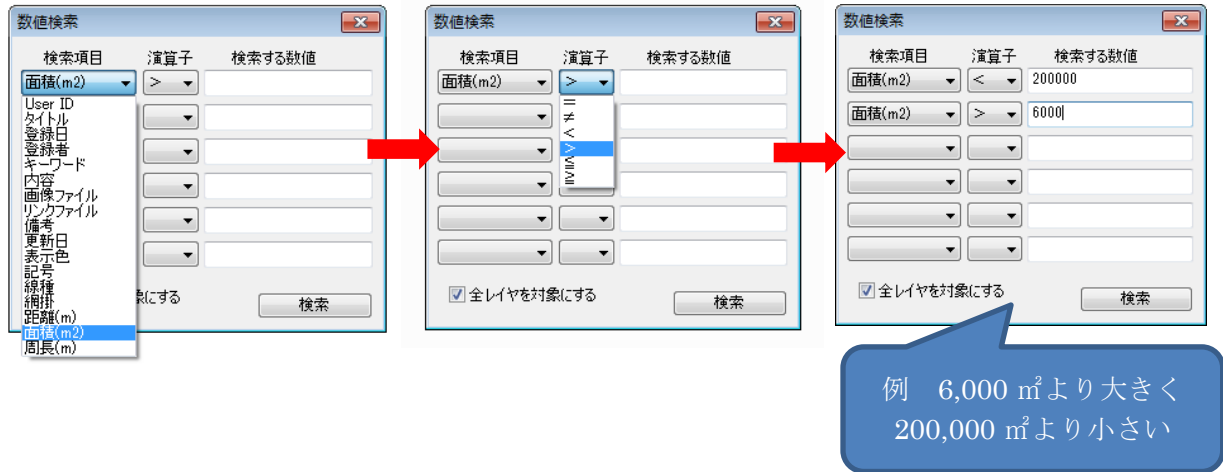 数値検索
検索項目 演算子 検索する数値
面積(m2) >
User ID
タイトル
登録日
登録者
キーワード
内容
画像ファイル
リンクファイル
備考
更新日
表示色
記号
線種
網掛
距離(m)
面積(m2)
周長(m)
象にする
検索
数値検索
検索項目 演算子 検索する数値
面積(m2) >
=
≠
<
>
≦
≧
全レイヤを対象にする
検索
数値検索
検索項目 演算子 検索する数値
面積(m2) < 200000
面積(m2) > 6000
全レイヤを対象にする
検索
例 6,000 ㎡より大きく
200,000 ㎡より小さい